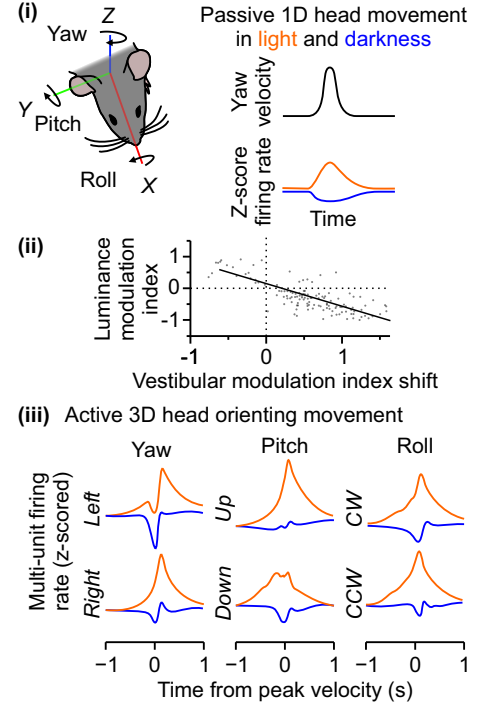 (i)
Yaw
Z
Y
Pitch
Roll
X
Passive 1D head movement
in light and darkness
Yaw
velocity
Z-score
firing rate
Time
(ii)
Luminance
modulation
index
1
0
-1
-1
0
1
Vestibular modulation index shift
(iii) Active 3D head orienting movement
Yaw
Pitch
Roll
Multi-unit firing
rate (z-scored)
Left
Up
CW
Right
Down
CCW
−1 0 1
−1 0 1
−1 0 1
Time from peak velocity (s)